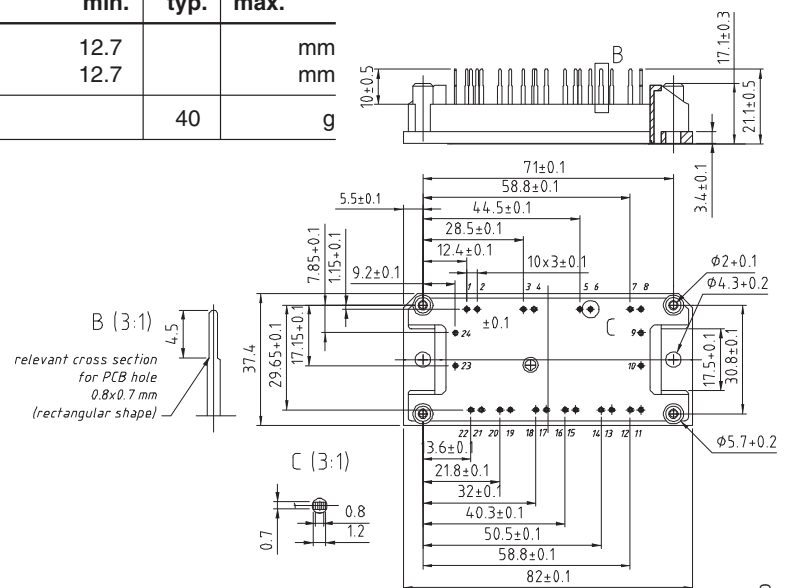 min. typ. max.
12.7 mm
12.7 mm
40 g
B
10±0.5
17.1±0.3
21.1±0.5
3.4±0.1
71±0.1
58.8±0.1
5.5±0.1
44.5±0.1
28.5±0.1
12.4±0.1
10x3±0.1
7.85+0.1
1.15+0.1
9.2±0.1
1 2 3 4 5 6 7 8
ϕ2+0.1
ϕ4.3+0.2
±0.1
C
24
9
23
10
37.4
29.65+0.1
17.15±0.1
17.5±0.1
30.8±0.1
B (3:1)
4.5
relevant cross section
for PCB hole
0.8x0.7 mm
(rectangular shape)
22 21 20 19 18 17 16 15 14 13 12 11
ϕ5.7+0.2
13.6±0.1
21.8±0.1
32±0.1
40.3±0.1
50.5±0.1
58.8±0.1
82±0.1
C (3:1)
0.8
1.2
0.7